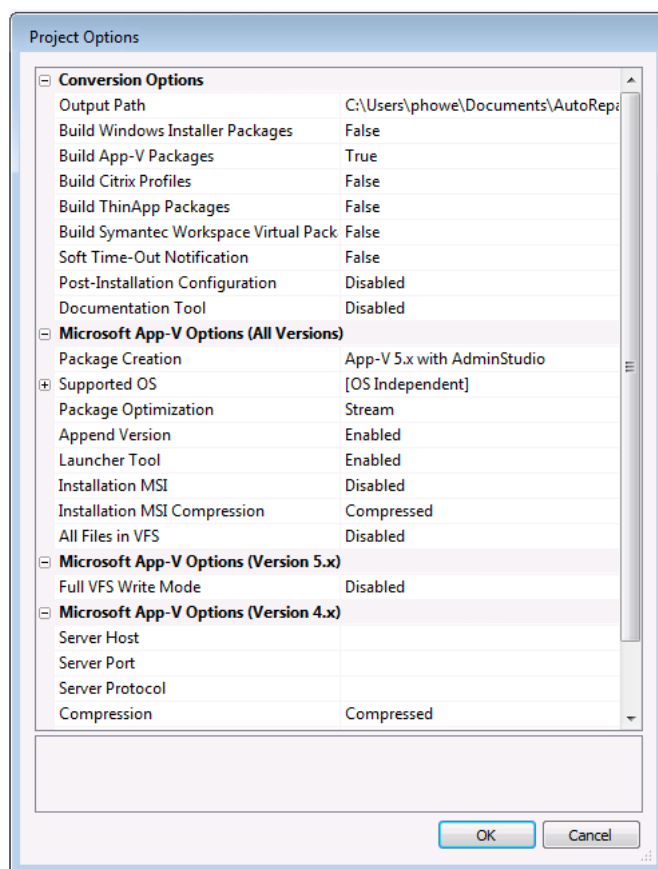 Project Options
Conversion Options
Output Path C:\Users\phowe\Documents\AutoRepa
Build Windows Installer Packages False
Build App-V Packages True
Build Citrix Profiles False
Build ThinApp Packages False
Build Symantec Workspace Virtual Pack False
Soft Time-Out Notification False
Post-Installation Configuration Disabled
Documentation Tool Disabled
Microsoft App-V Options (All Versions)
Package Creation App-V 5.x with AdminStudio
Supported OS [OS Independent]
Package Optimization Stream
Append Version Enabled
Launcher Tool Enabled
Installation MSI Disabled
Installation MSI Compression Compressed
All Files in VFS Disabled
Microsoft App-V Options (Version 5.x)
Full VFS Write Mode Disabled
Microsoft App-V Options (Version 4.x)
Server Host
Server Port
Server Protocol
Compression Compressed
OK Cancel